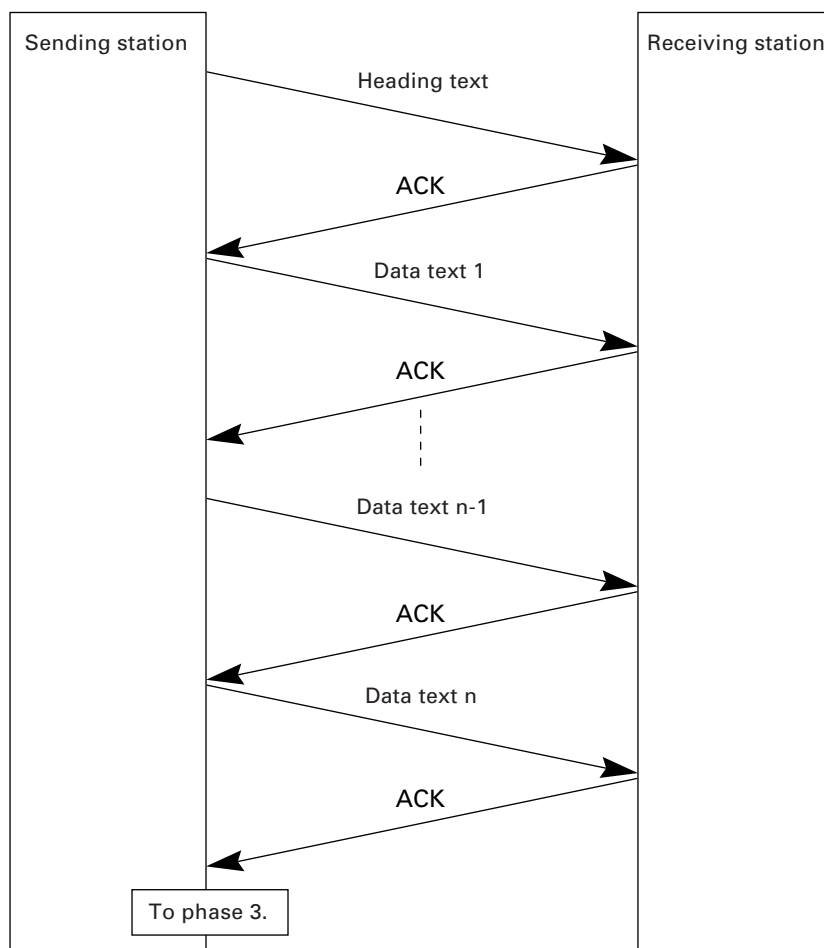 Sending station
Receiving station
Heading text
ACK
Data text 1
ACK
Data text n-1
ACK
Data text n
ACK
To phase 3.